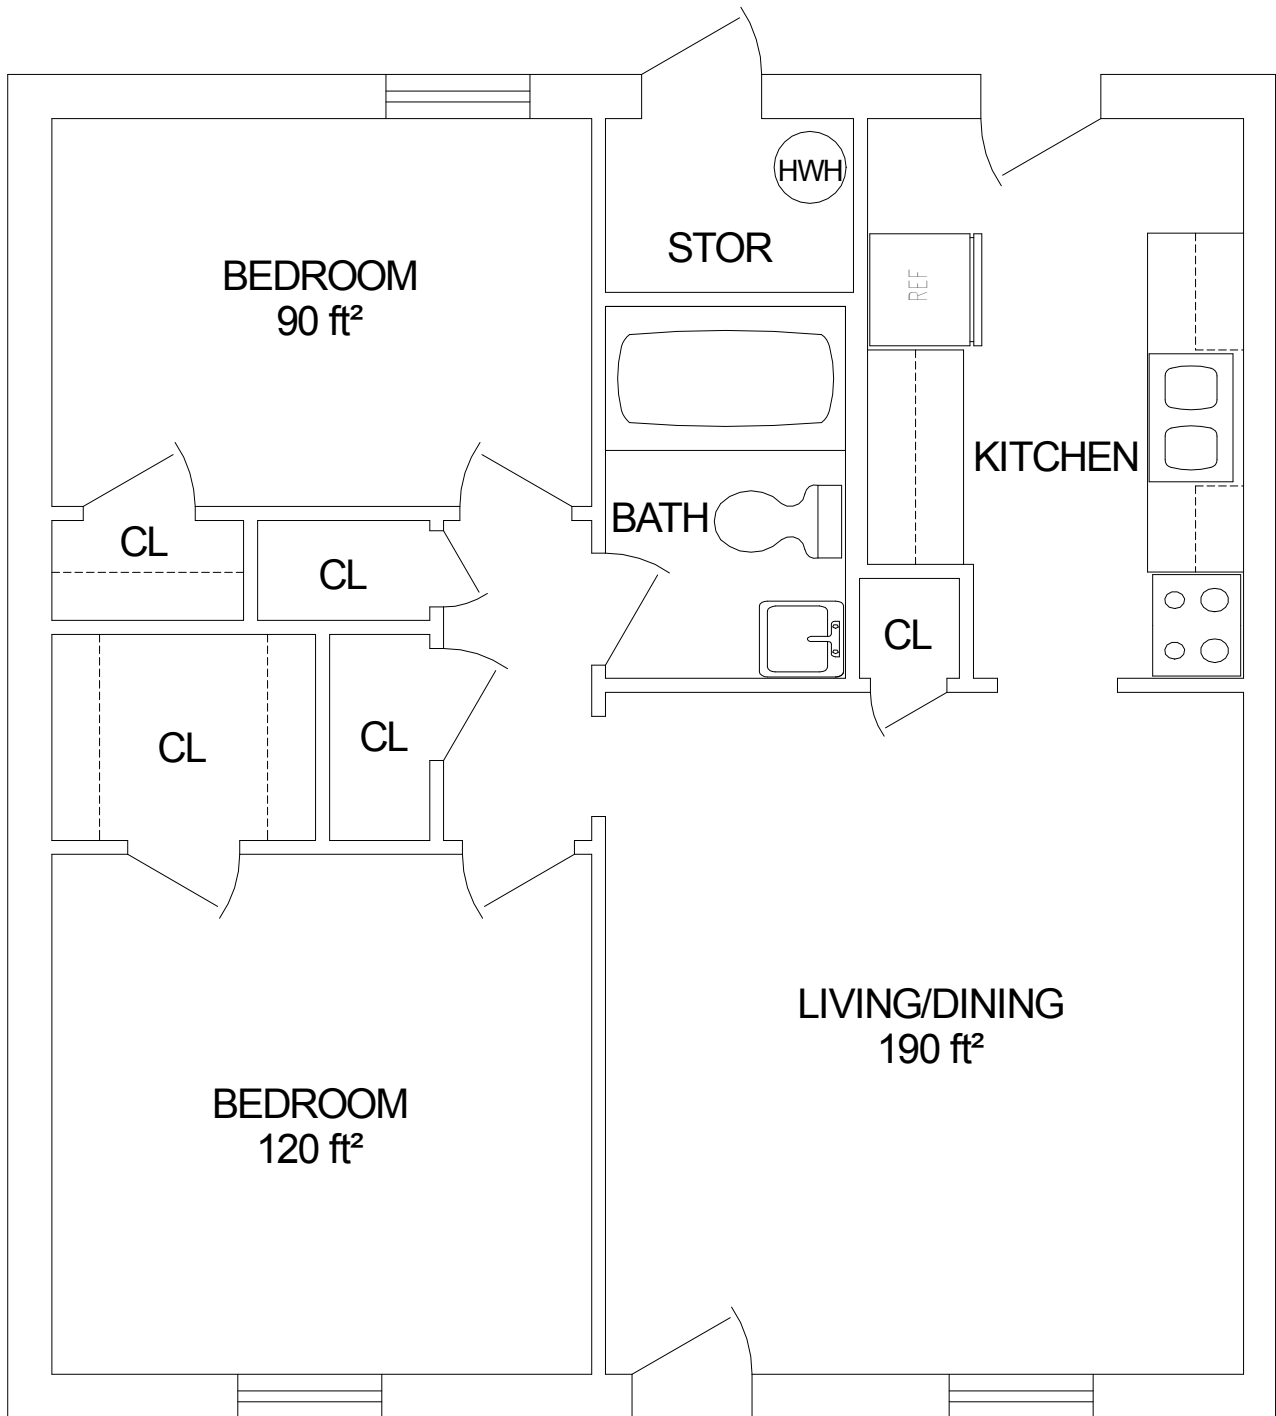 HWH
STOR
BEDROOM
90 ft²
REF
KITCHEN
BATH
CL
CL
CL
CL
CL
LIVING/DINING
190 ft²
BEDROOM
120 ft²